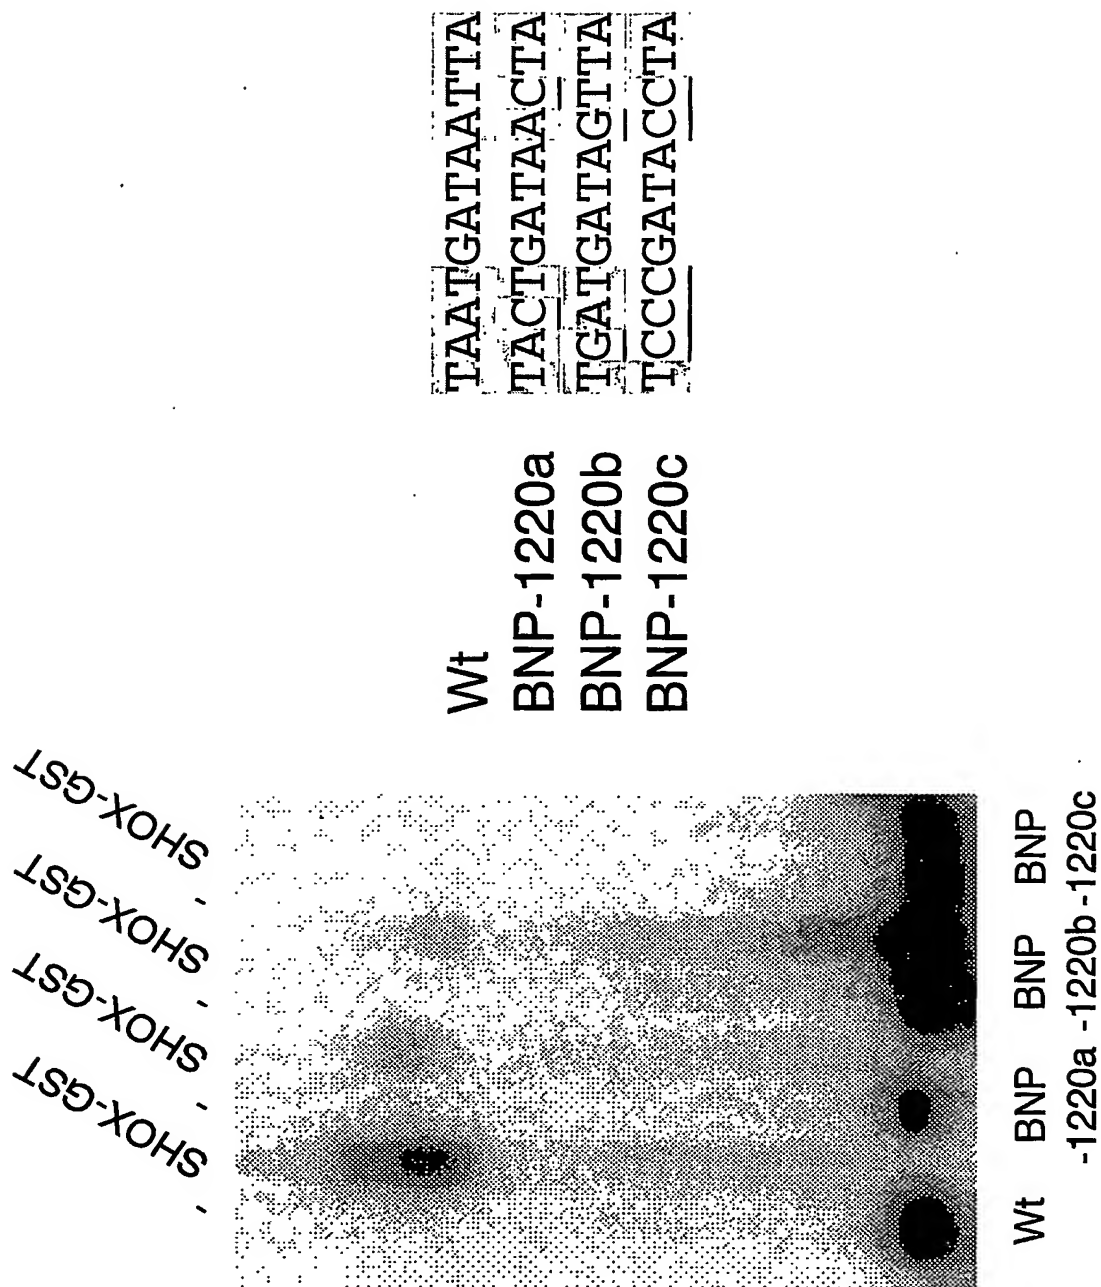 - SHOX-GST - SHOX-GST - SHOX-GST - SHOX-GST
Wt TAATGATAATTA
BNP-1220a TACTGATAACTA
BNP-1220b TGATGATAGTTA
BNP-1220c TCCCGATACCTA
Wt BNP BNP BNP
-1220a -1220b -1220c